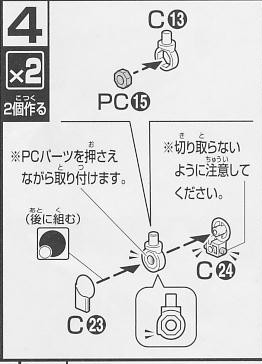 4
×2
こつく
2個作る
C⓭
PC⓯
お
※PCパーツを押さえ
と つ
ながら取り付けます。
き と
※切り取らない
ちゅうい
ように注意して
ください。
あと く
(後に組む)
C㉔
C㉓